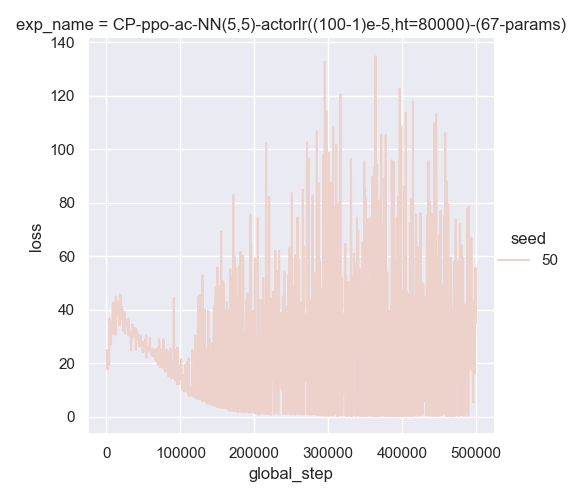 exp_name = CP-ppo-ac-NN(5,5)-actorlr((100-1)e-5,ht=80000)-(67-params)
140
120
100
80
60
40
20
0
loss
0 100000 200000 300000 400000 500000
global_step
seed
50